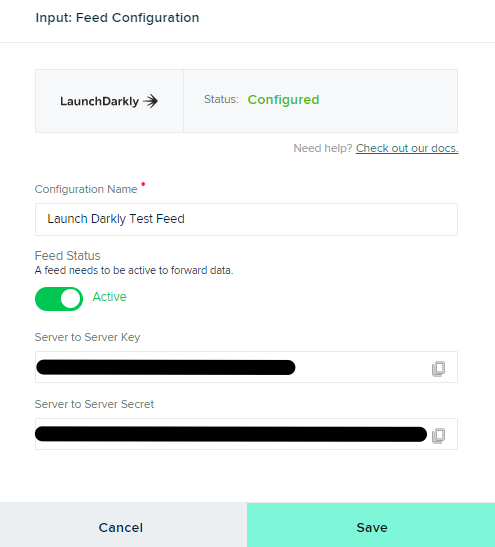 Input: Feed Configuration
LaunchDarkly
Status: Configured
Need help? Check out our docs.
Configuration Name *
Launch Darkly Test Feed
Feed Status
A feed needs to be active to forward data.
Active
Server to Server Key
Server to Server Secret
Cancel
Save